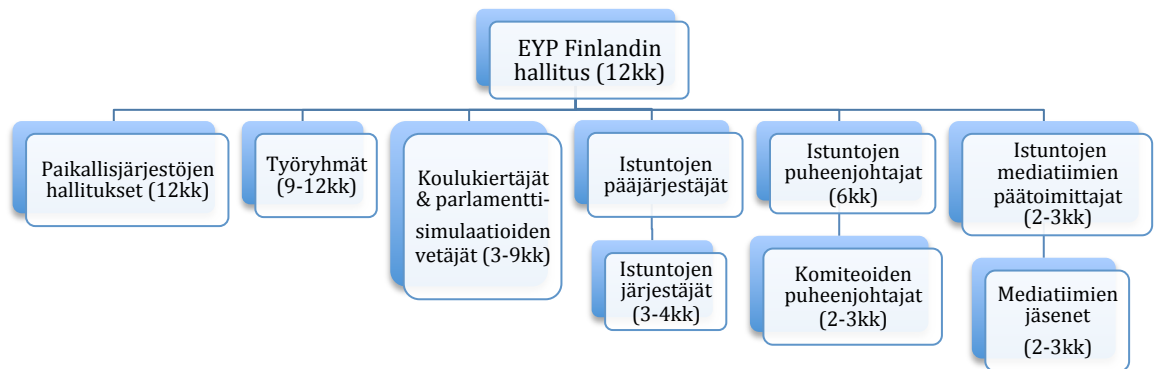 EYP Finlandin
hallitus (12kk)
Paikallisjärjestöjen
hallitukset (12kk)
Työryhmät
(9-12kk)
Koulukiertäjät
& parlamentti-
simulaatioiden
vetäjät (3-9kk)
Istuntojen
pääjärjestäjät
Istuntojen
puheenjohtajat
(6kk)
Istuntojen
mediatiimien
päätoimittajat
(2-3kk)
Istuntojen
järjestäjät
(3-4kk)
Komiteoiden
puheenjohtajat
(2-3kk)
Mediatiimien
jäsenet
(2-3kk)